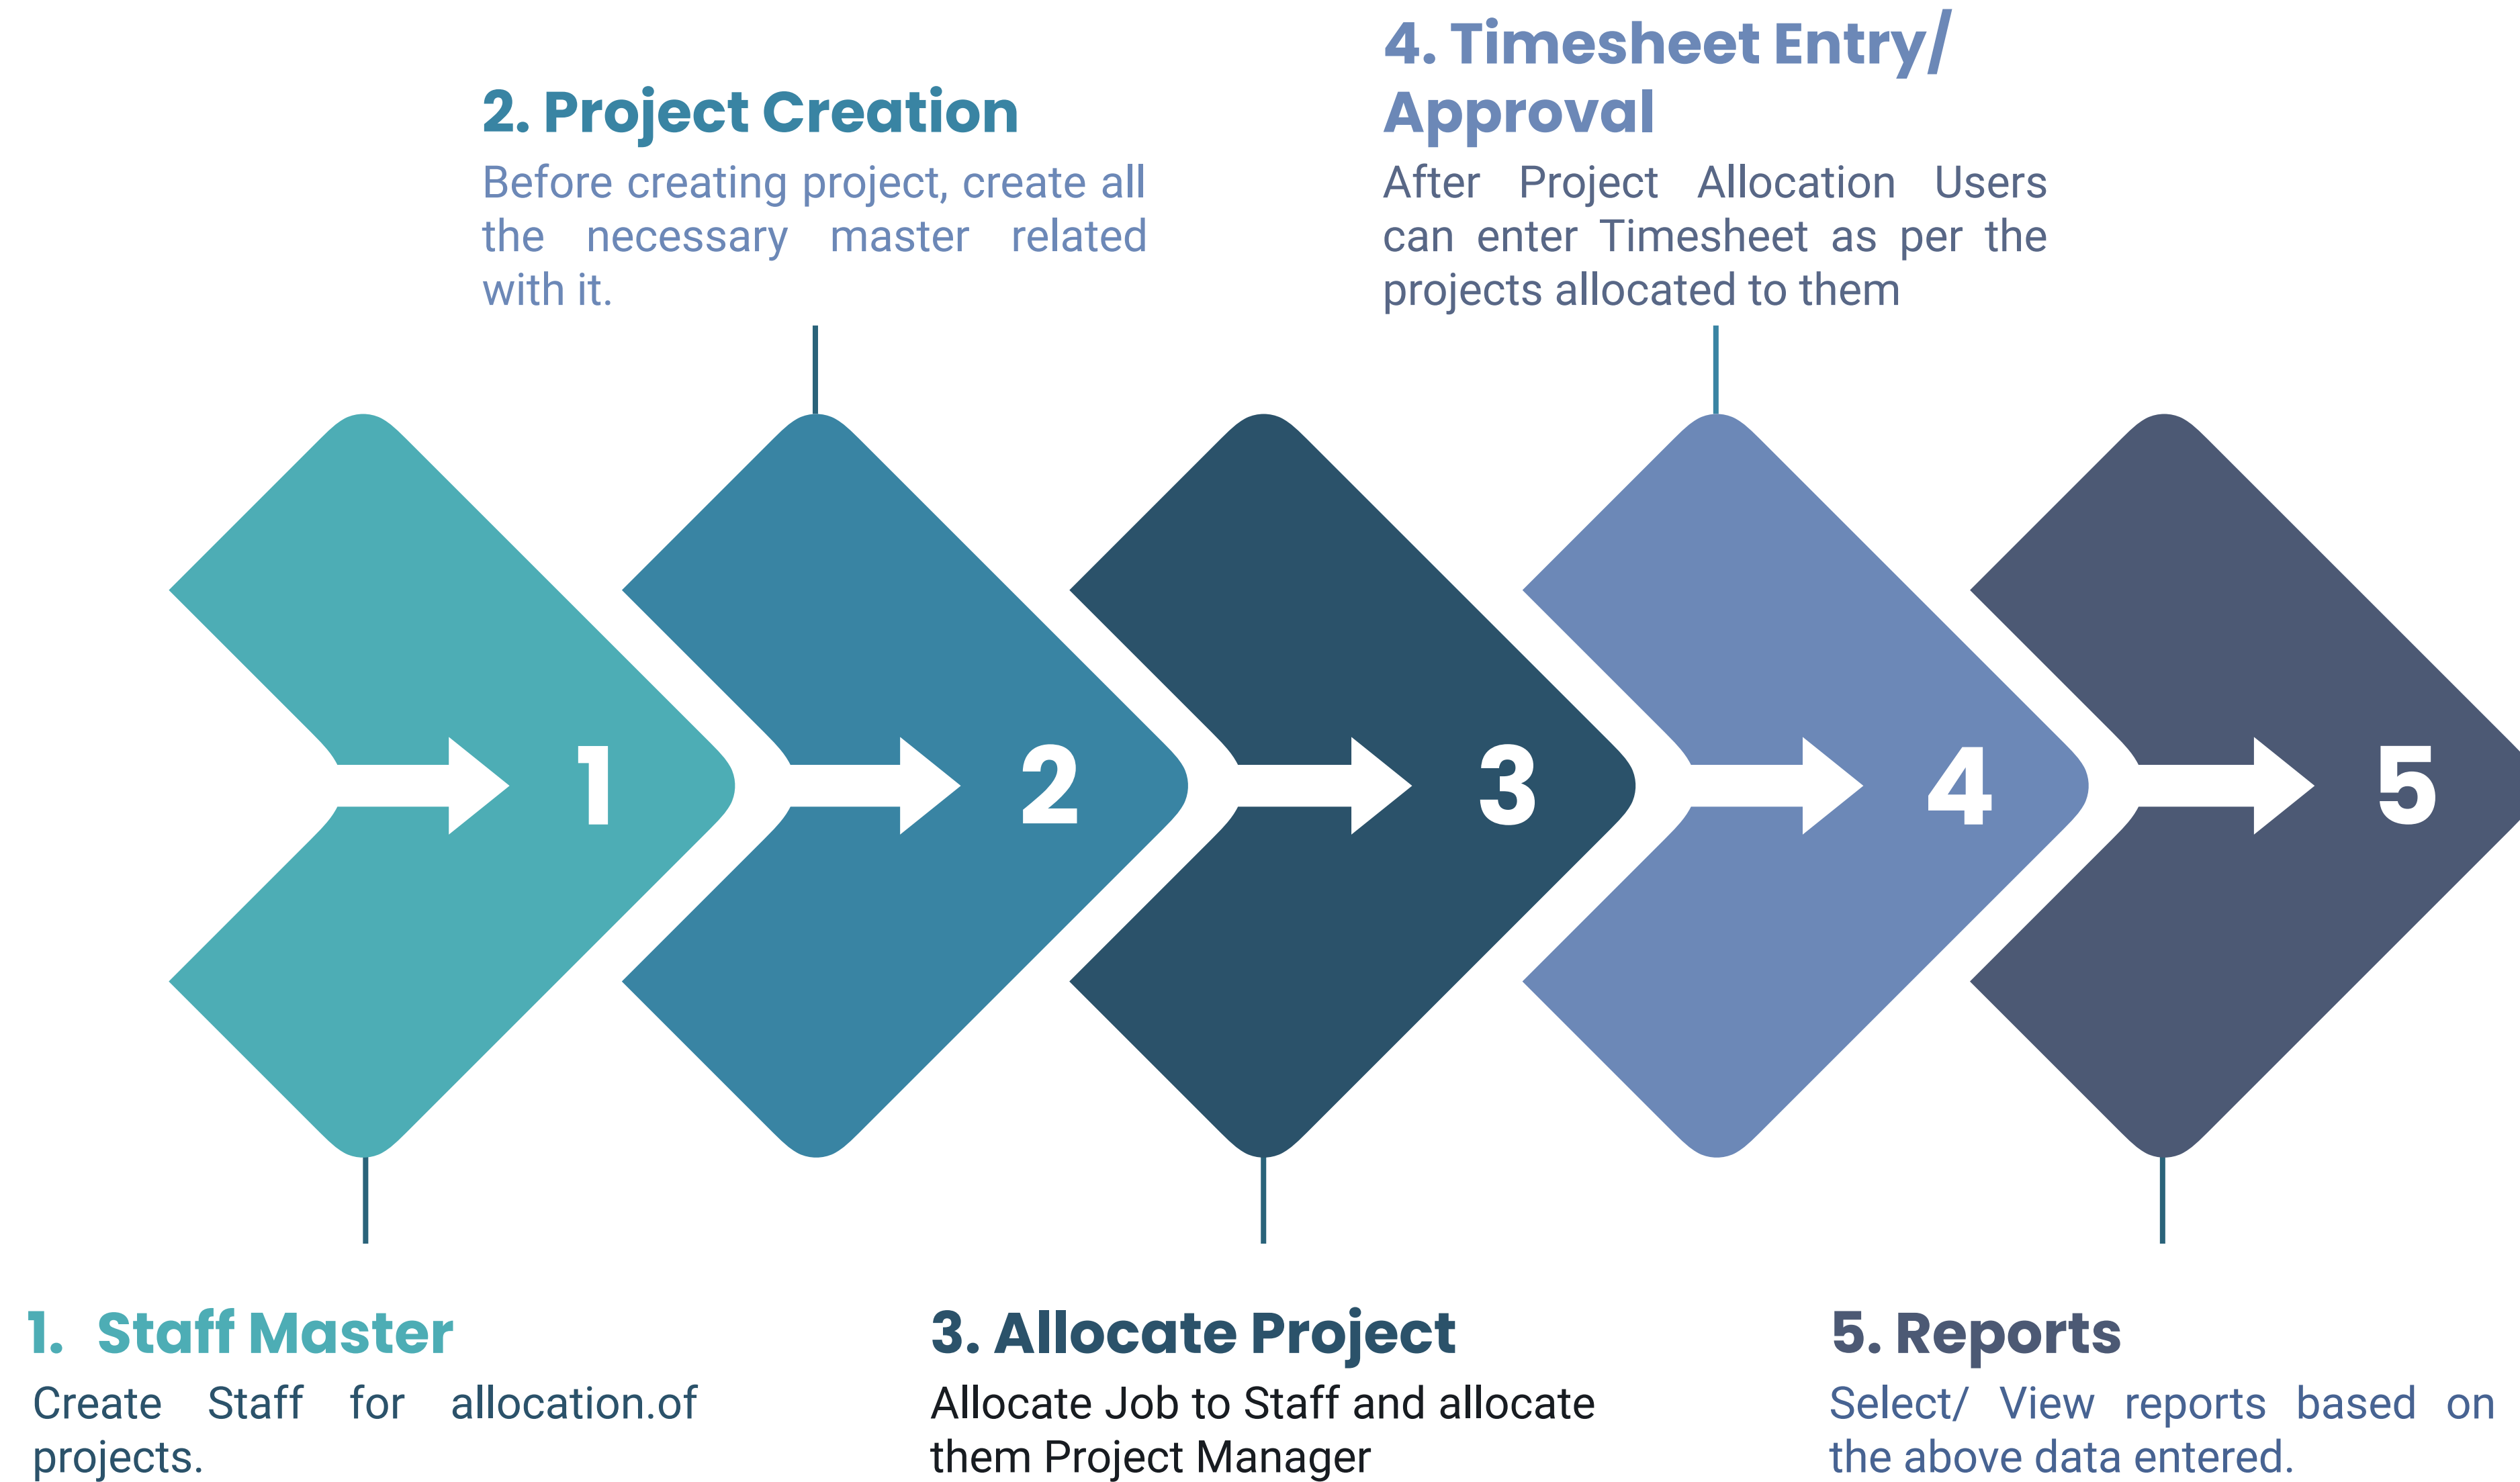 4. Timesheet Entry/
Approval
2. Project Creation
Before creating project, create all
the necessary master related
with it.
After Project Allocation Users
can enter Timesheet as per the
projects allocated to them
1
2
3
4
5
1. Staff Master
Create Staff for allocation.of
projects.
3. Allocate Project
Allocate Job to Staff and allocate
them Project Manager
5. Reports
Select/ View reports based on
the above data entered.